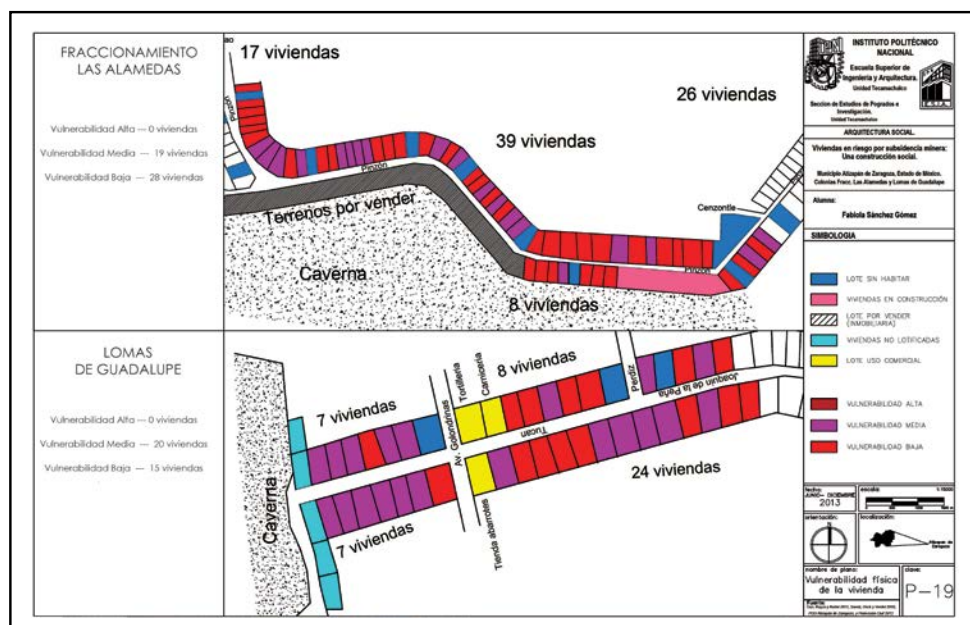 FRACCIONAMIENTO
LAS ALAMEDAS
Vulnerabilidad Alta --- 0 viviendas
Vulnerabilidad Media --- 19 viviendas
Vulnerabilidad Baja --- 28 viviendas
17 viviendas
39 viviendas
26 viviendas
Pinzón
Pinzón
Terrenos por vender
Caverna
Cenzontle
Pinzón
8 viviendas
LOMAS
DE GUADALUPE
Vulnerabilidad Alta ---0 viviendas
Vulnerabilidad Media --- 20 viviendas
Vulnerabilidad Baja --- 15 viviendas
Caverna
7 viviendas
7 viviendas
Av. Golondrinas
Tortillería
Carnicería
8 viviendas
Tucan
Perdiz
Joaquin de la Peña
Tienda abarrotes
24 viviendas
INSTITUTO POLITÉCNICO
NACIONAL
Escuela Superior de
Ingeniería y Arquitectura.
Unidad Tecamachalco
Seccion de Estudios de Pogrados e
Investigación.
Unidad Tecamachalco
ARQUITECTURA SOCIAL.
Viviendas en riesgo por subsidencia minera:
Una construcción social.
Municipio Atizapán de Zaragoza, Estado de México.
Colonias Fracc. Las Alamedas y Lomas de Guadalupe
Alumna:
Fabiola Sánchez Gómez
SIMBOLOGIA
LOTE SIN HABITAR
VIVIENDAS EN CONSTRUCCIÓN
LOTE POR VENDER
(INMOBILIARIA)
VIVIENDAS NO LOTIFICADAS
LOTE USO COMERCIAL
VULNERABILIDAD ALTA
VULNERABILIDAD MEDIA
VULNERABILIDAD BAJA
fecha:
JUNIO- DICIEMBRE
2013
escala:
orientación:
localización:
nombre de plano:
Vulnerabilidad física
de la vivienda
clave:
P-19
Fuente: